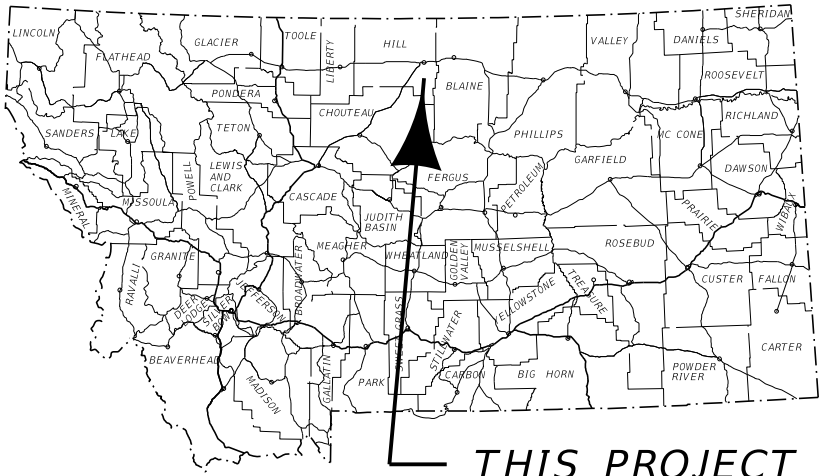 SHERIDAN
LINCOLN
TOOLE
GLACIER
LIBERTY
HILL
VALLEY
DANIELS
FLATHEAD
BLAINE
ROOSEVELT
PONDERA
CHOUTEAU
RICHLAND
SANDERS
LAKE
TETON
PHILLIPS
MC CONE
LEWIS
AND
CLARK
POWELL
GARFIELD
DAWSON
FERGUS
PETROLEUM
MINERAL
MISSOULA
CASCADE
JUDITH
BASIN
PRAIRIE
WIBAUX
GRANITE
MEAGHER
WHEATLAND
GOLDEN
VALLEY
MUSSELSHELL
ROSEBUD
RAVALLI
BROADWATER
CUSTER
FALLON
DEER
LODGE
SILVER
BOW
JEFFERSON
YELLOWSTONE
TREASURE
SWEET GRASS
STILLWATER
CARTER
BEAVERHEAD
MADISON
GALLATIN
PARK
CARBON
BIG HORN
POWDER
RIVER
THIS PROJECT